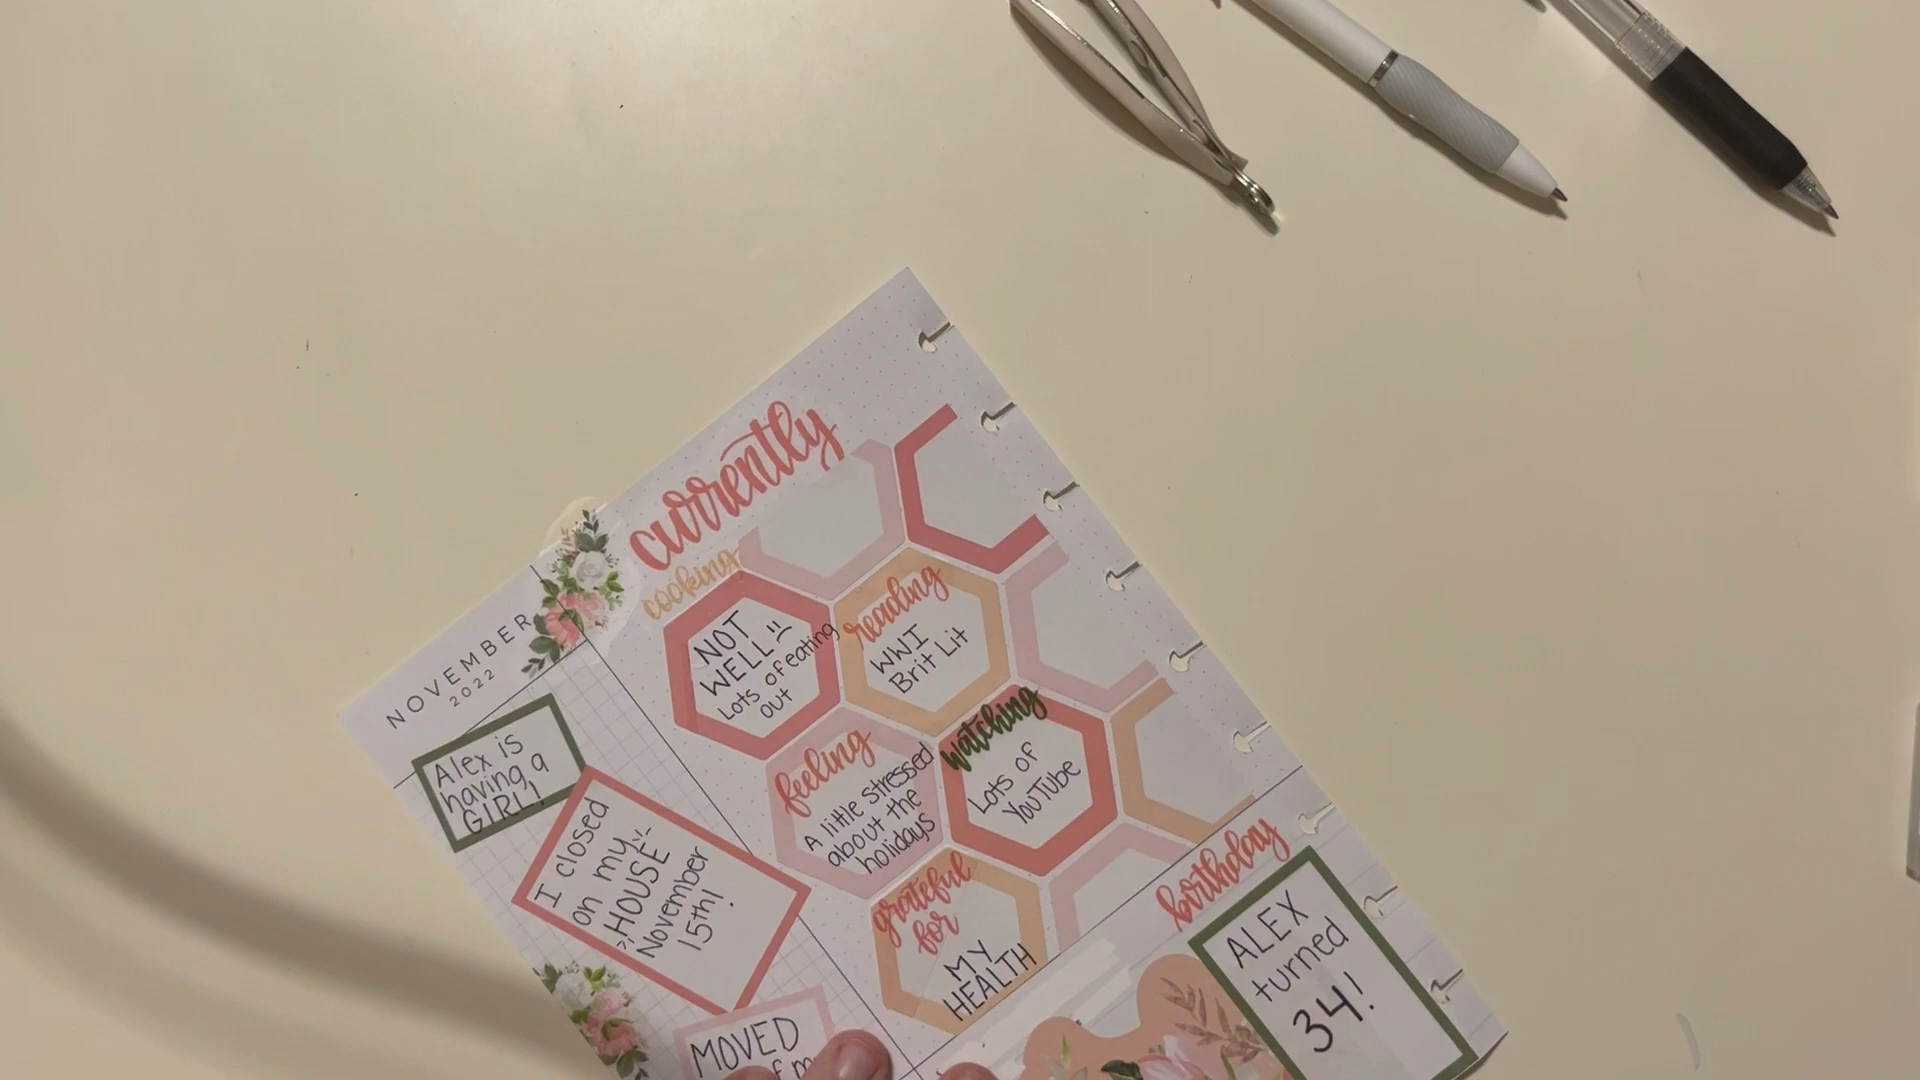 NOVEMBER
2022
Alex is
having a
GIRL!
I closed
on my
HOUSE
November
15th!
MOVED
currently
cooking
NOT
WELL
Lots of eating
out
reading
WWI
Brit Lit
feeling
A little stressed
about the
holidays
watching
Lots of
YouTube
grateful
for
MY
HEALTH
birthday
ALEX
turned
34!